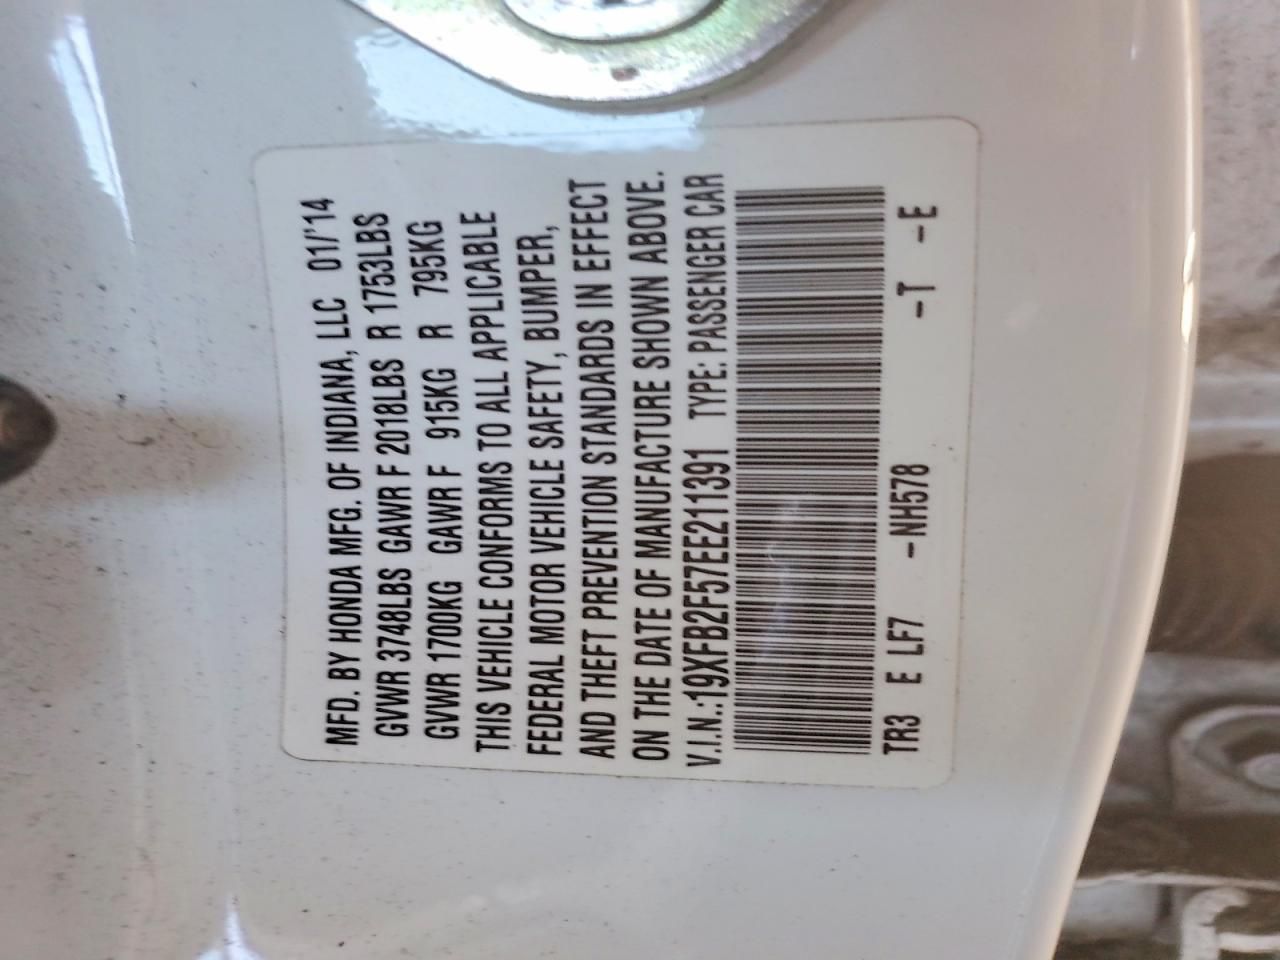 MFD. BY HONDA MFG. OF INDIANA, LLC 01/'14
GVWR 3748LBS GAWR F 2018LBS R 1753LBS
GVWR 1700KG GAWR F 915KG R 795KG
THIS VEHICLE CONFORMS TO ALL APPLICABLE
FEDERAL MOTOR VEHICLE SAFETY, BUMPER,
AND THEFT PREVENTION STANDARDS IN EFFECT
ON THE DATE OF MANUFACTURE SHOWN ABOVE.
V.I.N.:19XFB2F57EE211391 TYPE: PASSENGER CAR
TR3 E LF7 -NH578 -T -E